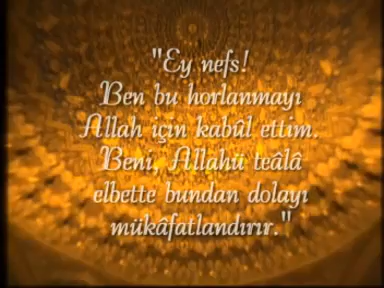 "Ey nefs!
Ben bu horlanmayı
Allah için kabûl ettim.
Beni, Allahü teâlâ
elbette bundan dolayı
mükâfatlandırır."